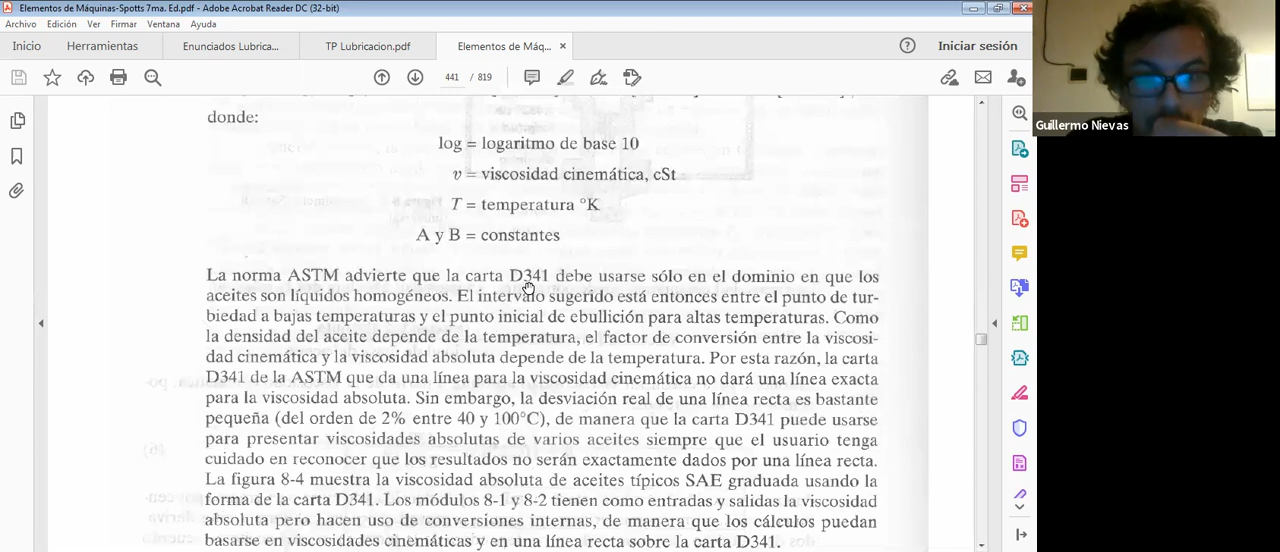 Elementos de Máquinas-Spotts 7ma. Ed.pdf - Adobe Acrobat Reader DC (32-bit)
Archivo Edición Ver Firmar Ventana Ayuda
Inicio Herramientas Enunciados Lubrica... TP Lubricacion.pdf Elementos de Máq... × Iniciar sesión
441 / 819
Guillermo Nievas
donde:
log = logaritmo de base 10
v = viscosidad cinemática, cSt
T = temperatura °K
A y B = constantes
La norma ASTM advierte que la carta D341 debe usarse sólo en el dominio en que los
aceites son líquidos homogéneos. El intervalo sugerido está entonces entre el punto de tur-
biedad a bajas temperaturas y el punto inicial de ebullición para altas temperaturas. Como
la densidad del aceite depende de la temperatura, el factor de conversión entre la viscosi-
dad cinemática y la viscosidad absoluta depende de la temperatura. Por esta razón, la carta
D341 de la ASTM que da una línea para la viscosidad cinemática no dará una línea exacta
para la viscosidad absoluta. Sin embargo, la desviación real de una línea recta es bastante
pequeña (del orden de 2% entre 40 y 100°C), de manera que la carta D341 puede usarse
para presentar viscosidades absolutas de varios aceites siempre que el usuario tenga
cuidado en reconocer que los resultados no serán exactamente dados por una línea recta.
La figura 8-4 muestra la viscosidad absoluta de aceites típicos SAE graduada usando la
forma de la carta D341. Los módulos 8-1 y 8-2 tienen como entradas y salidas la viscosidad
absoluta pero hacen uso de conversiones internas, de manera que los cálculos puedan
basarse en viscosidades cinemáticas y en una línea recta sobre la carta D341.